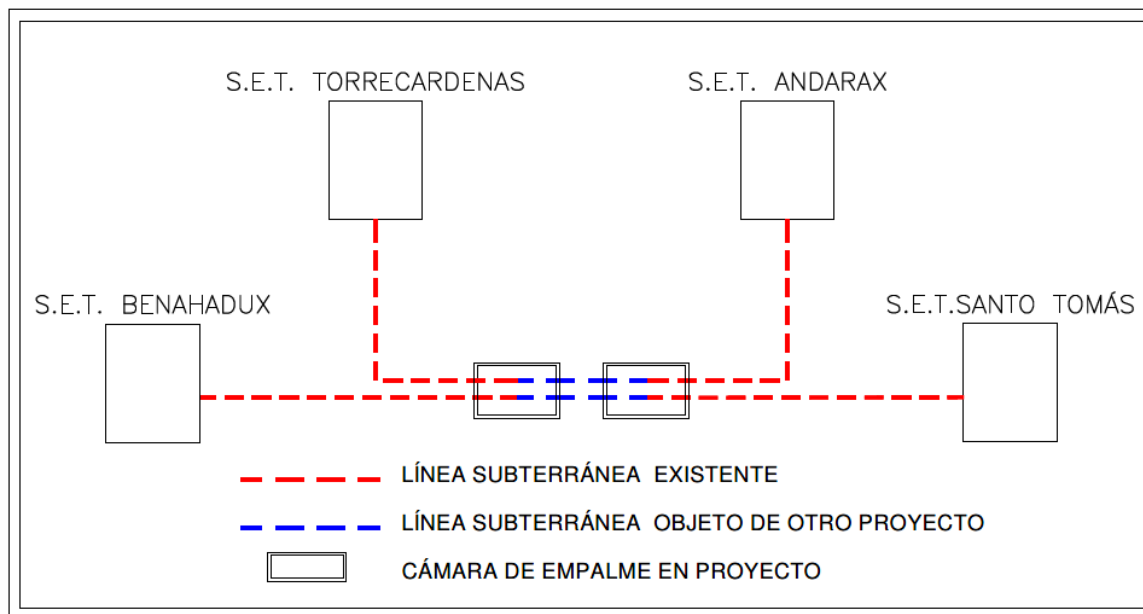 S.E.T. TORRECARDENAS
S.E.T. ANDARAX
S.E.T. BENAHADUX
S.E.T.SANTO TOMÁS
LÍNEA SUBTERRÁNEA EXISTENTE
LÍNEA SUBTERRÁNEA OBJETO DE OTRO PROYECTO
CÁMARA DE EMPALME EN PROYECTO